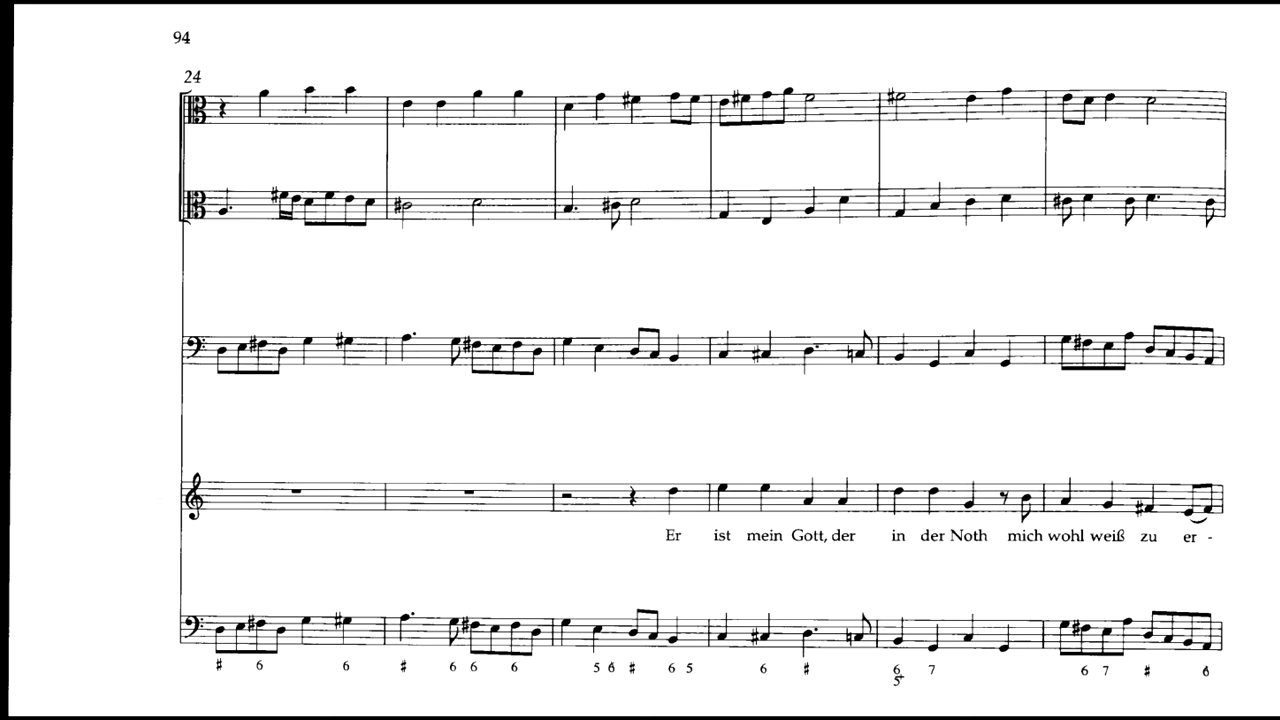 94
24
Er ist mein Gott, der in der Noth mich wohl weiß zu er -
♯ 6 6 ♯ 6 6 6 5 6 ♯ 6 5 6 ♯ 6 7 6 7 ♯ 6
5